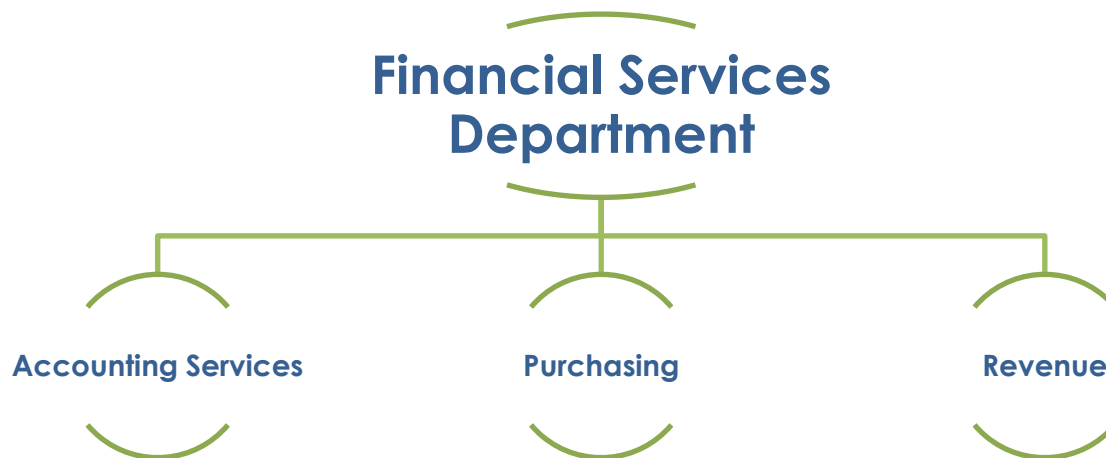 Financial Services
Department
Accounting Services
Purchasing
Revenue